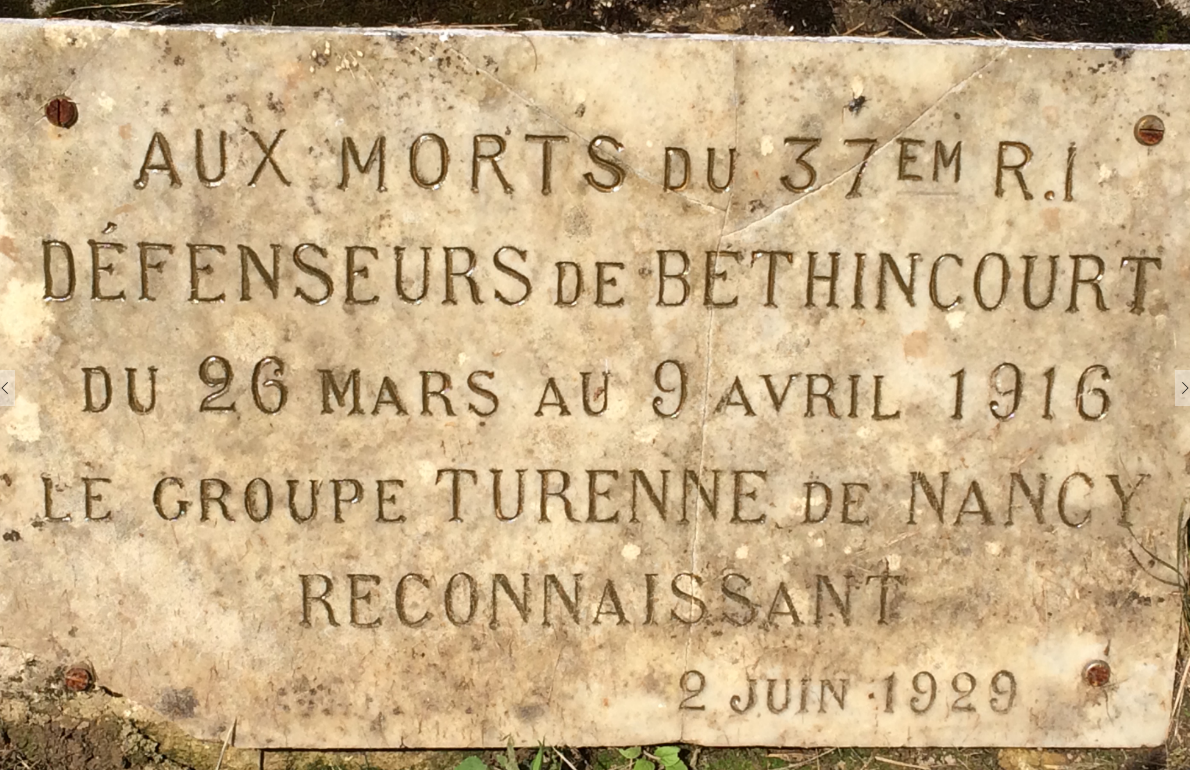 AUX MORTS DU 37EM R.I
DÉFENSEURS DE BÉTHINCOURT
DU 26 MARS AU 9 AVRIL 1916
LE GROUPE TURENNE DE NANCY
RECONNAISSANT
2 JUIN 1929